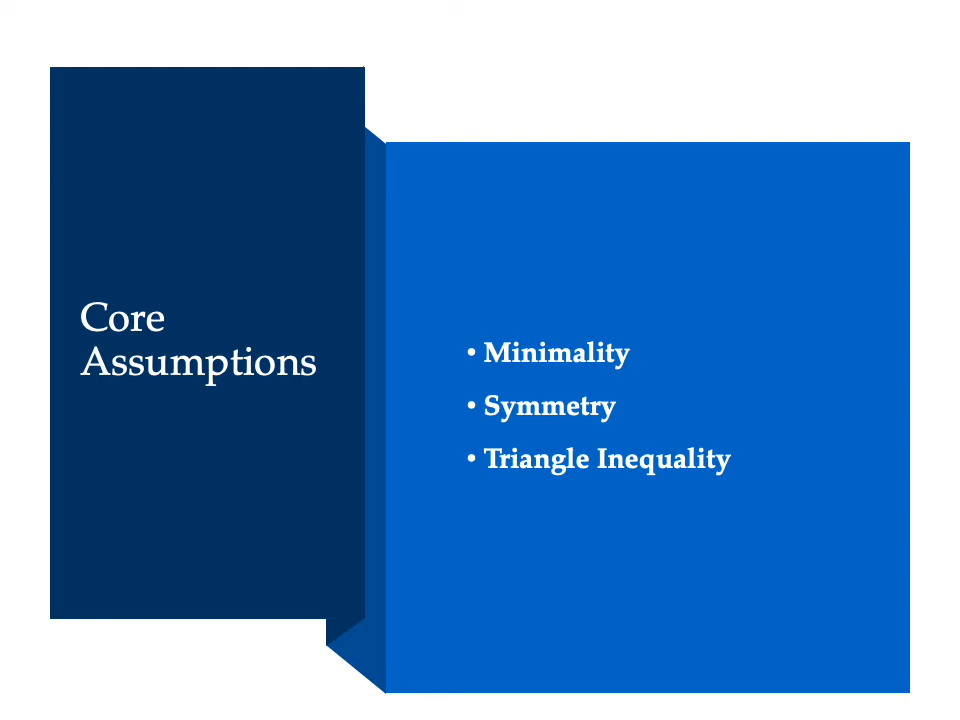 Core
Assumptions
• Minimality
• Symmetry
• Triangle Inequality